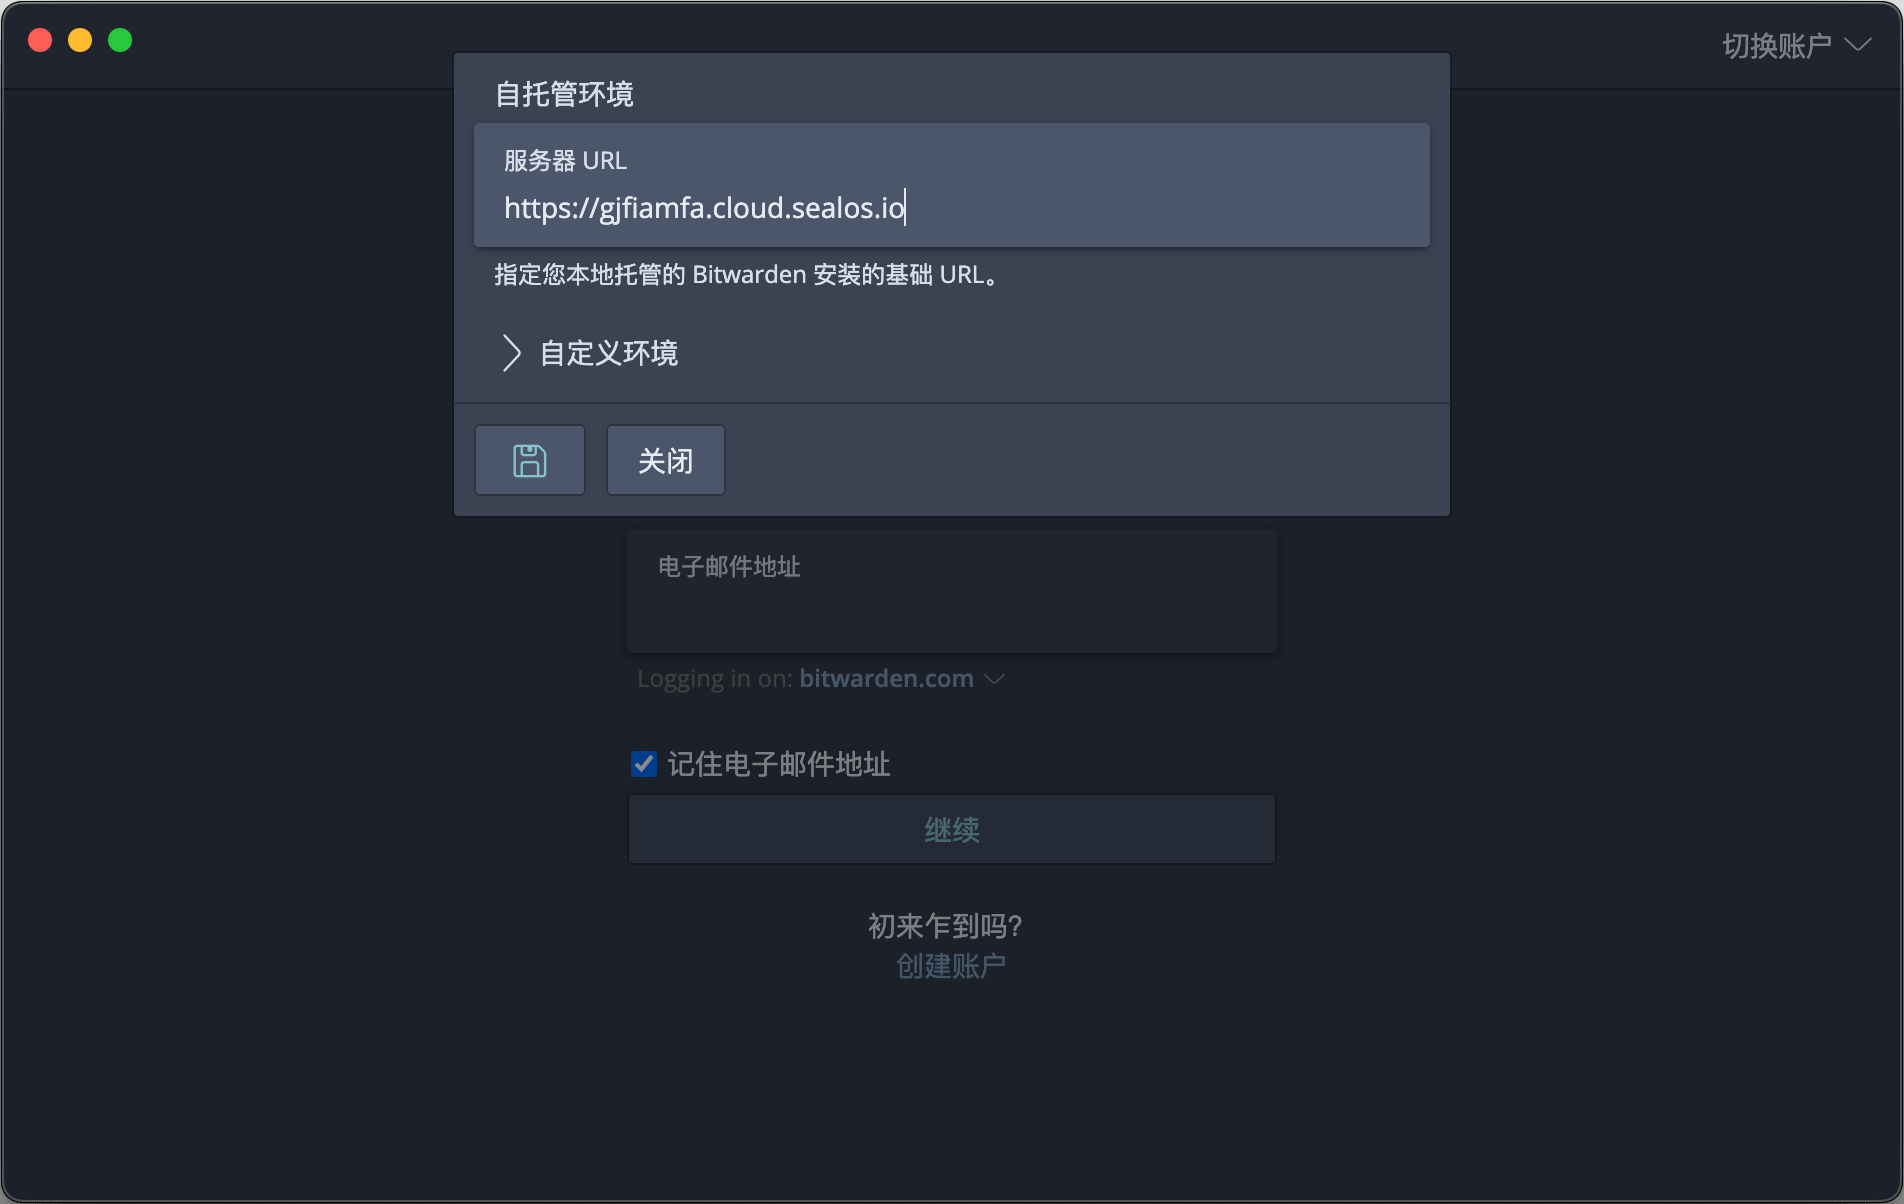 切换账户
自托管环境
服务器 URL
https://gjfiamfa.cloud.sealos.io
指定您本地托管的 Bitwarden 安装的基础 URL。
自定义环境
关闭
电子邮件地址
Logging in on: bitwarden.com
记住电子邮件地址
继续
初来乍到吗?
创建账户